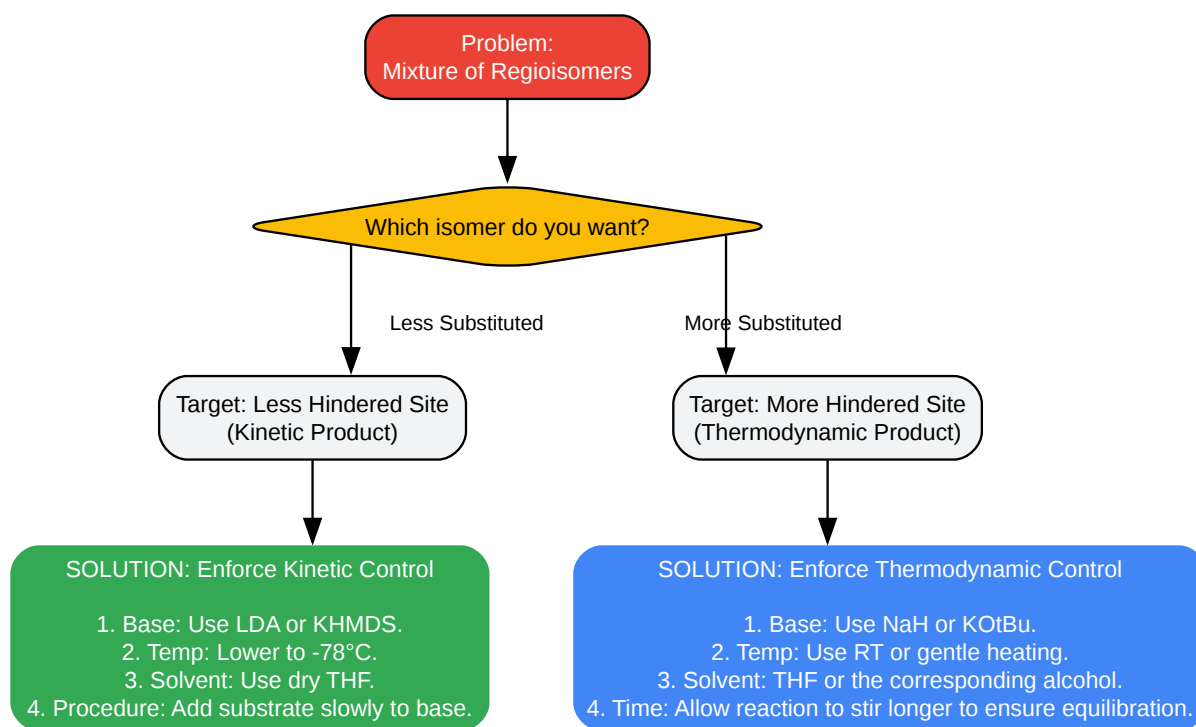 Problem:
Mixture of Regioisomers
Which isomer do you want?
Less Substituted
More Substituted
Target: Less Hindered Site
(Kinetic Product)
Target: More Hindered Site
(Thermodynamic Product)
SOLUTION: Enforce Kinetic Control
1. Base: Use LDA or KHMDS.
2. Temp: Lower to -78°C.
3. Solvent: Use dry THF.
4. Procedure: Add substrate slowly to base.
SOLUTION: Enforce Thermodynamic Control
1. Base: Use NaH or KOtBu.
2. Temp: Use RT or gentle heating.
3. Solvent: THF or the corresponding alcohol.
4. Time: Allow reaction to stir longer to ensure equilibration.